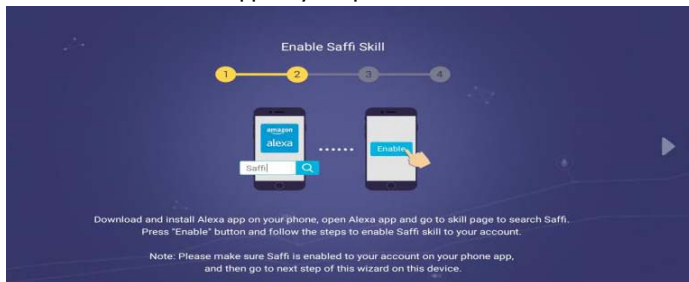 Enable Saffi Skill
1 2 3 4
amazon
alexa
Enable
Saffi
Download and install Alexa app on your phone, open Alexa app and go to skill page to search Saffi.
Press "Enable" button and follow the steps to enable Saffi skill to your account.
Note: Please make sure Saffi is enabled to your account on your phone app,
and then go to next step of this wizard on this device.